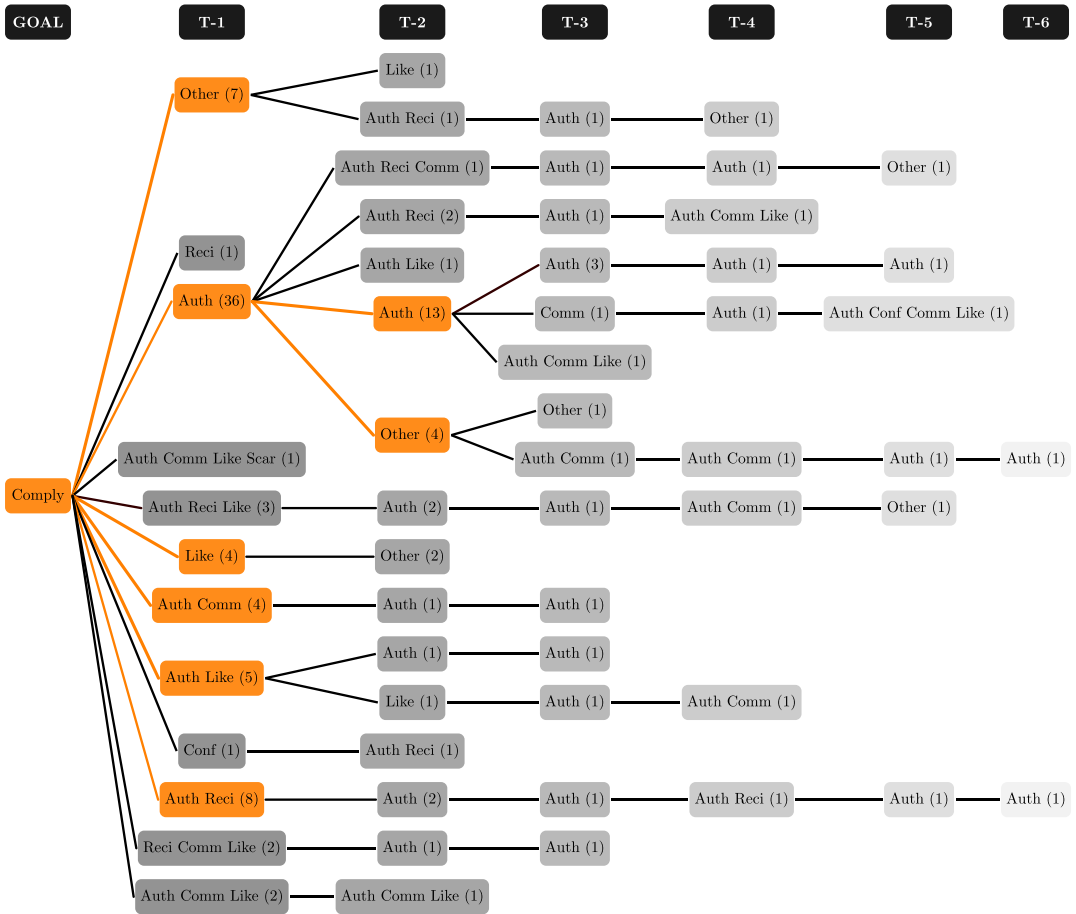 GOAL T-1 T-2 T-3 T-4 T-5 T-6
Like (1)
Other (7)
Auth Reci (1) Auth (1) Other (1)
Auth Reci Comm (1) Auth (1) Auth (1) Other (1)
Auth Reci (2) Auth (1) Auth Comm Like (1)
Reci (1)
Auth Like (1) Auth (3) Auth (1) Auth (1)
Auth (36)
Auth (13) Comm (1) Auth (1) Auth Conf Comm Like (1)
Auth Comm Like (1)
Other (1)
Other (4)
Auth Comm Like Scar (1) Auth Comm (1) Auth Comm (1) Auth (1) Auth (1)
Comply
Auth Reci Like (3) Auth (2) Auth (1) Auth Comm (1) Other (1)
Like (4) Other (2)
Auth Comm (4) Auth (1) Auth (1)
Auth (1) Auth (1)
Auth Like (5)
Like (1) Auth (1) Auth Comm (1)
Conf (1) Auth Reci (1)
Auth Reci (8) Auth (2) Auth (1) Auth Reci (1) Auth (1) Auth (1)
Reci Comm Like (2) Auth (1) Auth (1)
Auth Comm Like (2) Auth Comm Like (1)